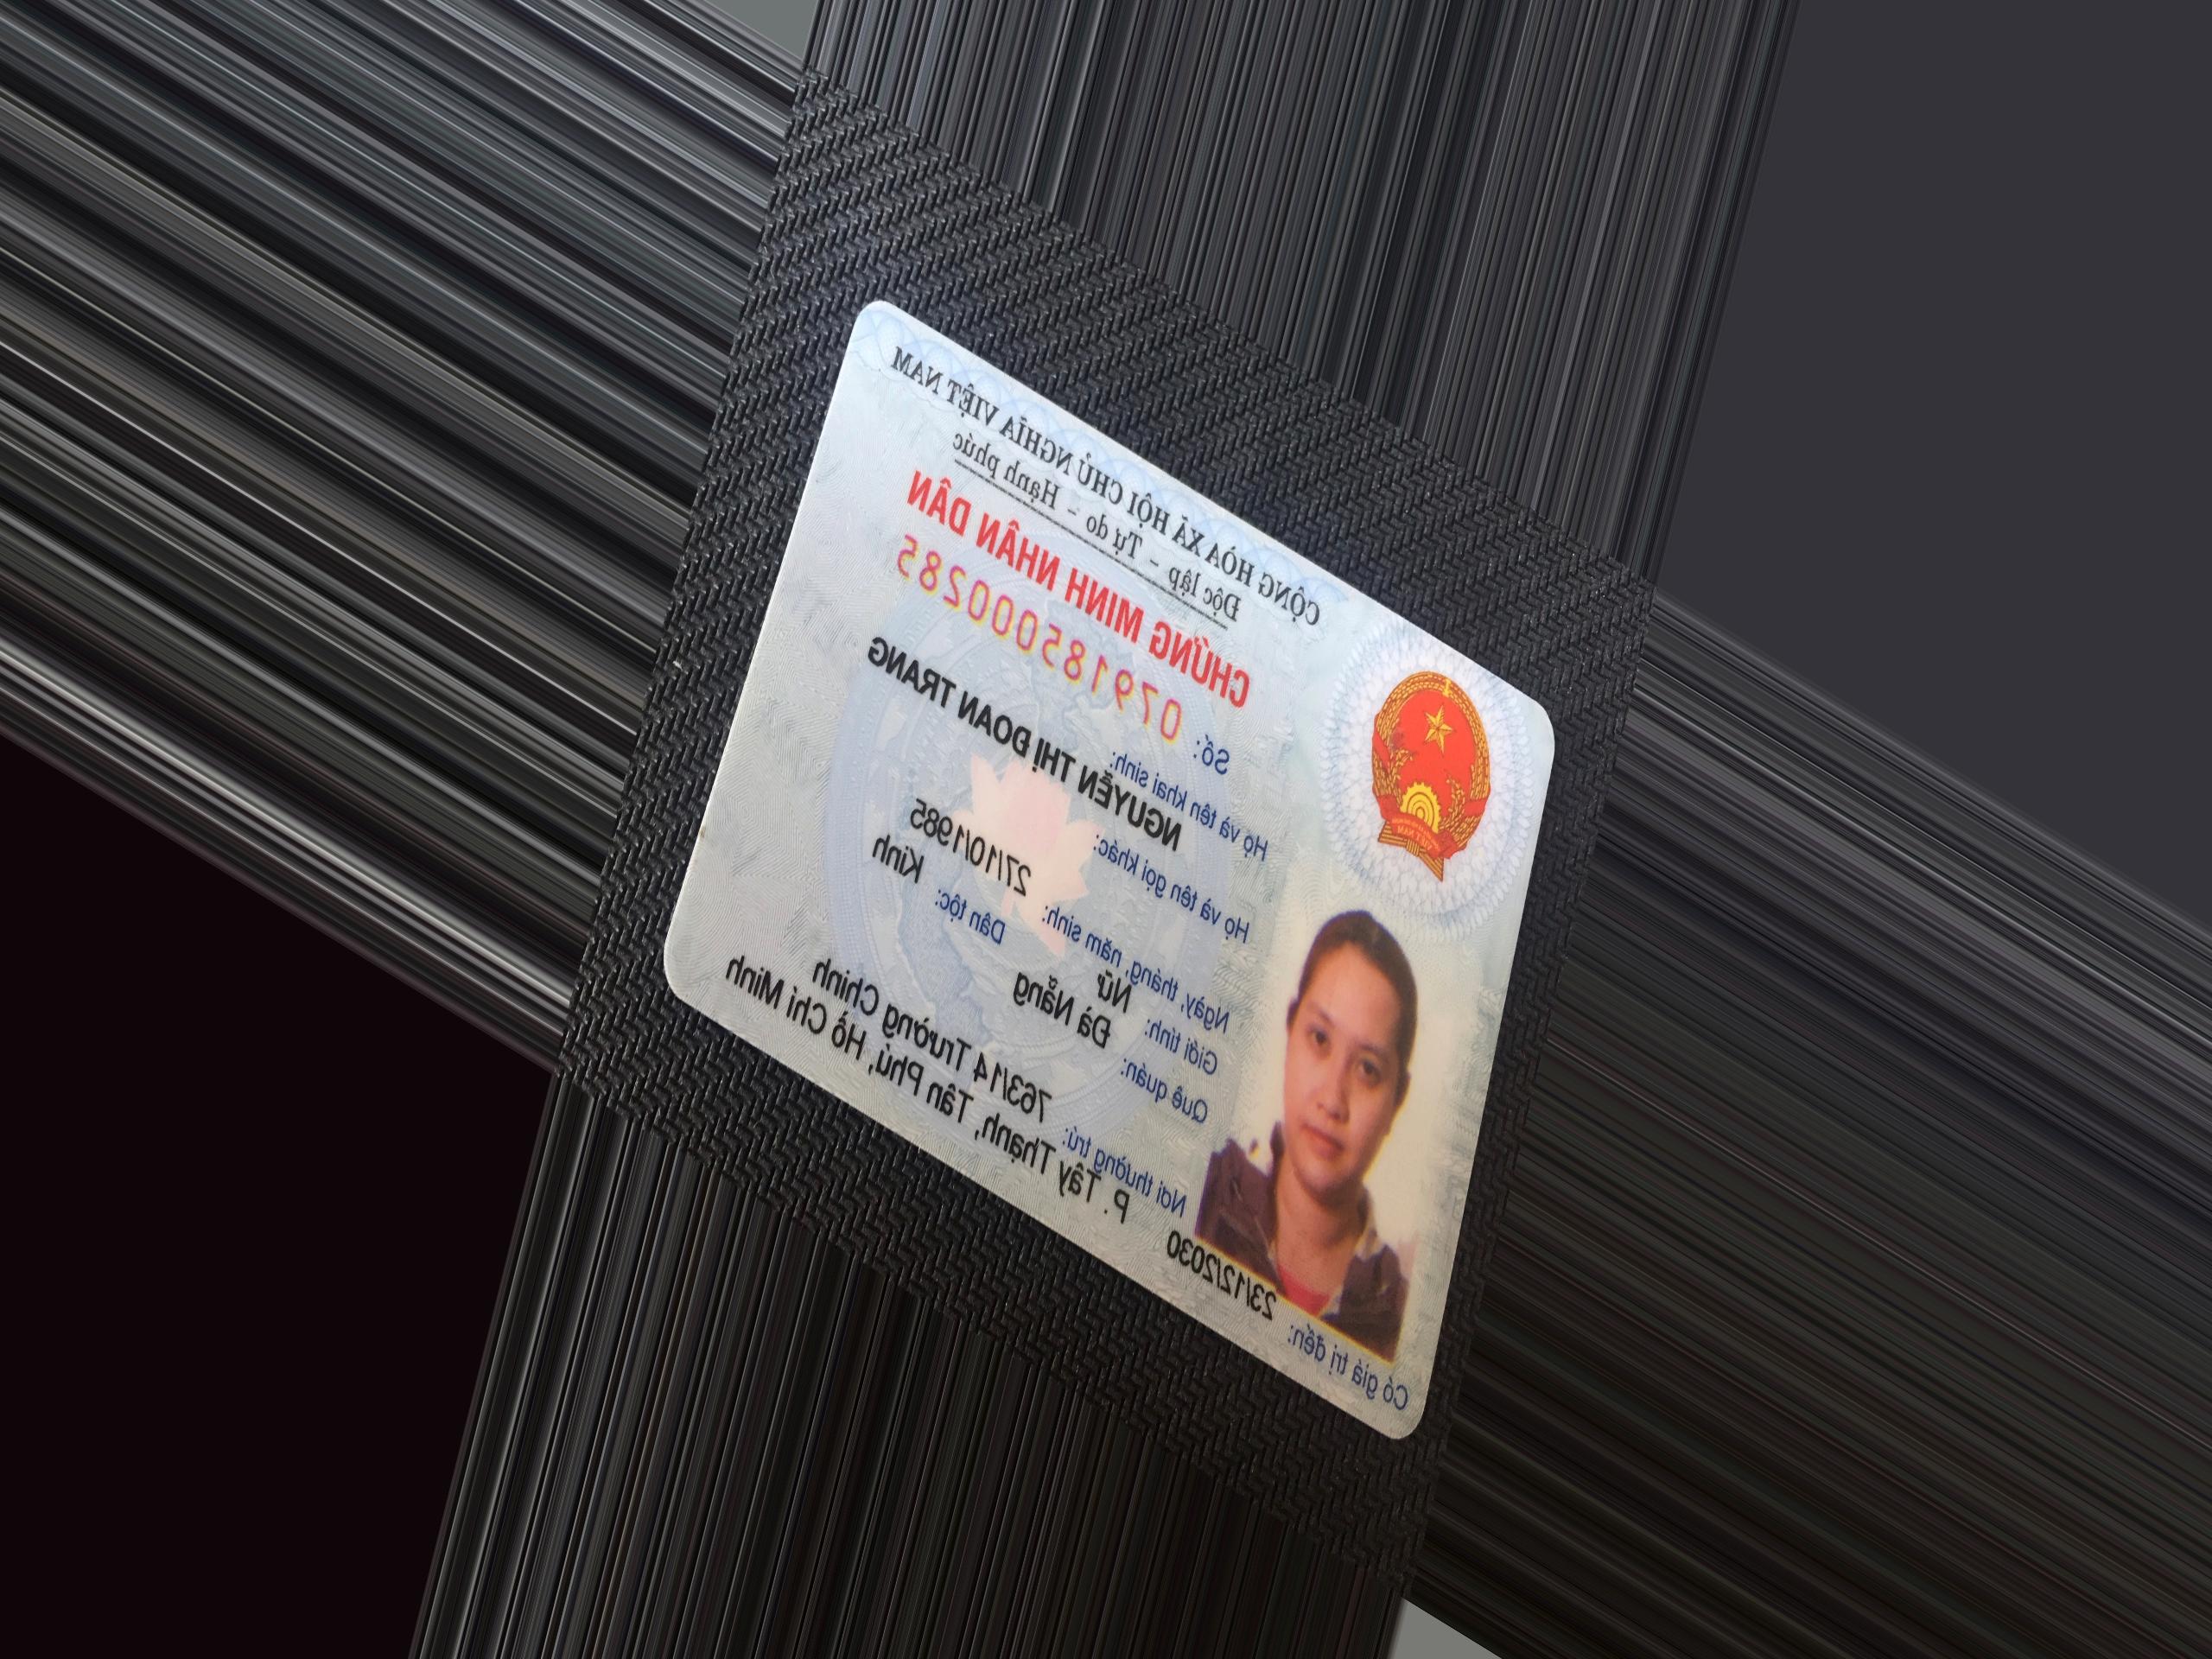 CỘNG HÒA XÃ HỘI CHỦ NGHĨA VIỆT NAM
Độc lập - Tự do - Hạnh phúc
CHỨNG MINH NHÂN DÂN
Số: 079185000285
Họ và tên khai sinh:
NGUYỄN THỊ ĐOAN TRANG
Họ và tên gọi khác:
Ngày, tháng, năm sinh: 27/10/1985
Giới tính: Nữ Dân tộc: Kinh
Quê quán: Đà Nẵng
Nơi thường trú: 763/14 Trường Chinh
P. Tây Thạnh, Tân Phú, Hồ Chí Minh
Có giá trị đến: 23/12/2030
VIỆT NAM